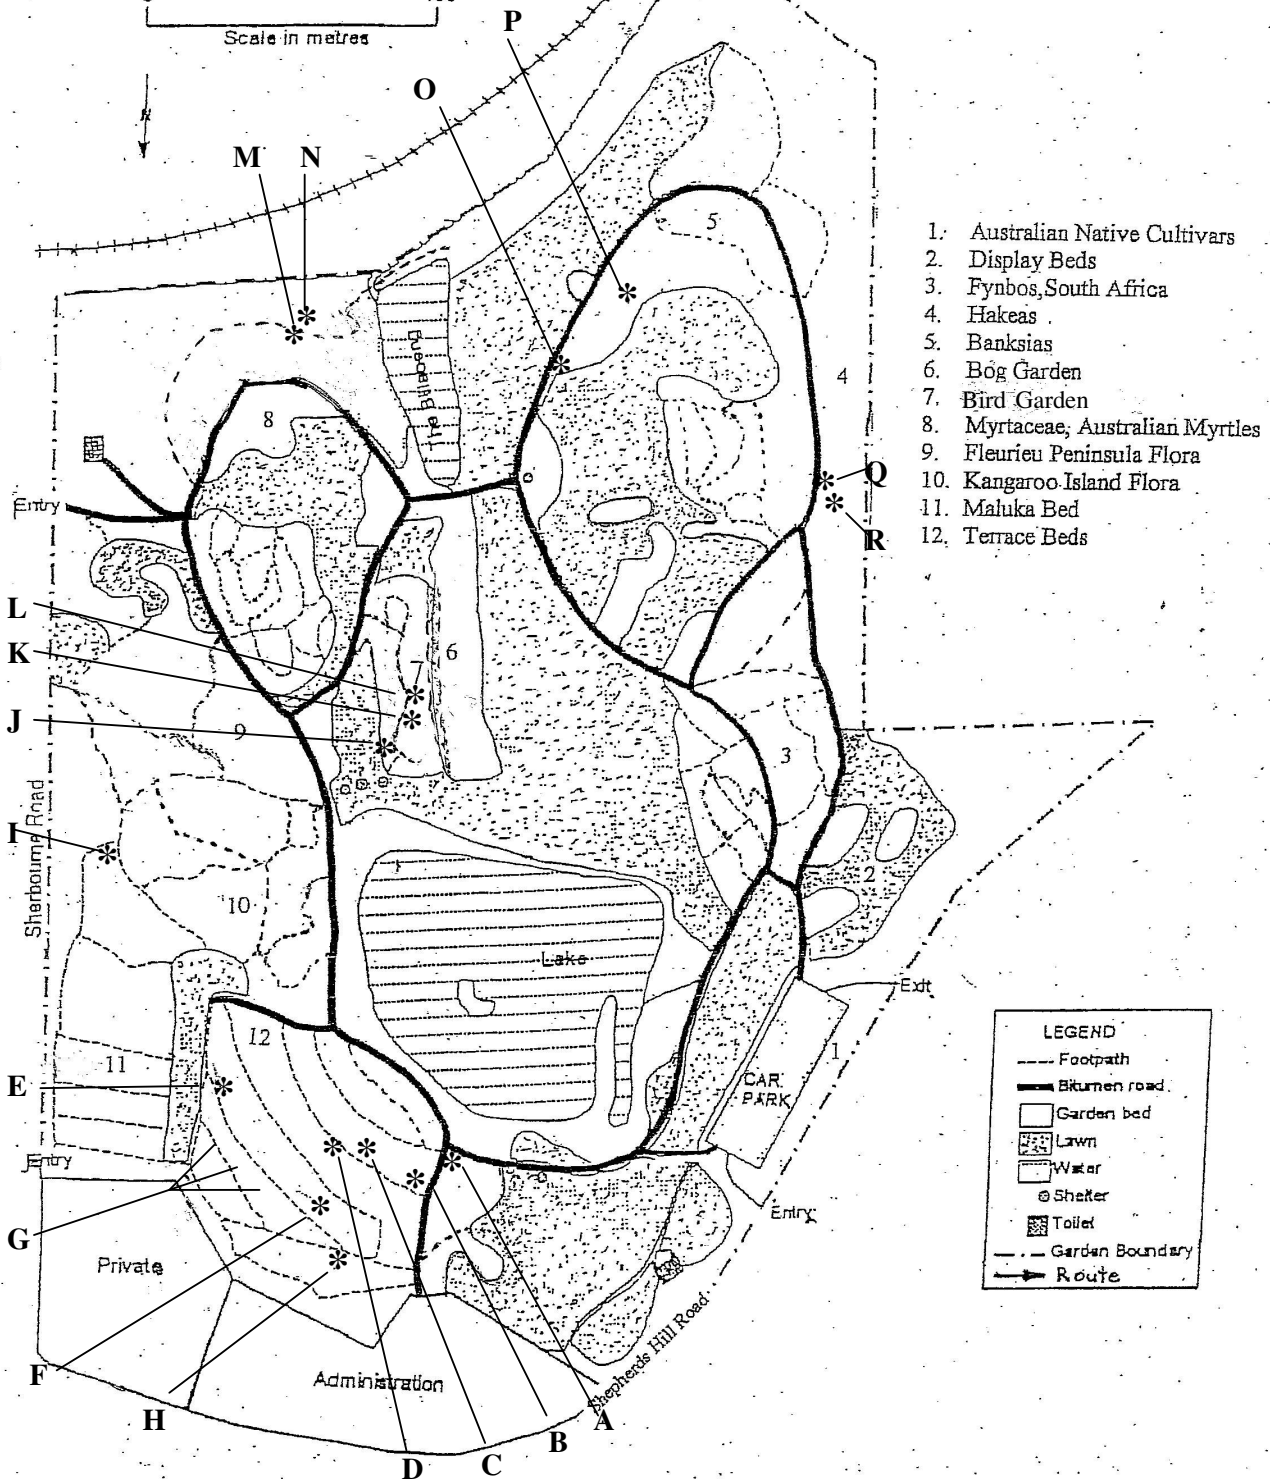 Scale in metres
N
P
O
M
N
5
4
8
The Billabong
1. Australian Native Cultivars
2. Display Beds
3. Fynbos, South Africa
4. Hakeas
5. Banksias
6. Bog Garden
7. Bird Garden
8. Myrtaceae, Australian Myrtles
9. Fleurieu Peninsula Flora
10. Kangaroo Island Flora
11. Maluka Bed
12. Terrace Beds
Entry
Q
R
L
K
J
7
6
9
3
I
Sherbourne Road
10
2
Lake
Exit
12
11
E
1
CAR
PARK
Entry
G
Entry
Private
F
H
Administration
Shepherds Hill Road
A
B
C
D
LEGEND
Footpath
Bitumen road
Garden bed
Lawn
Water
Shelter
Toilet
Garden Boundary
Route